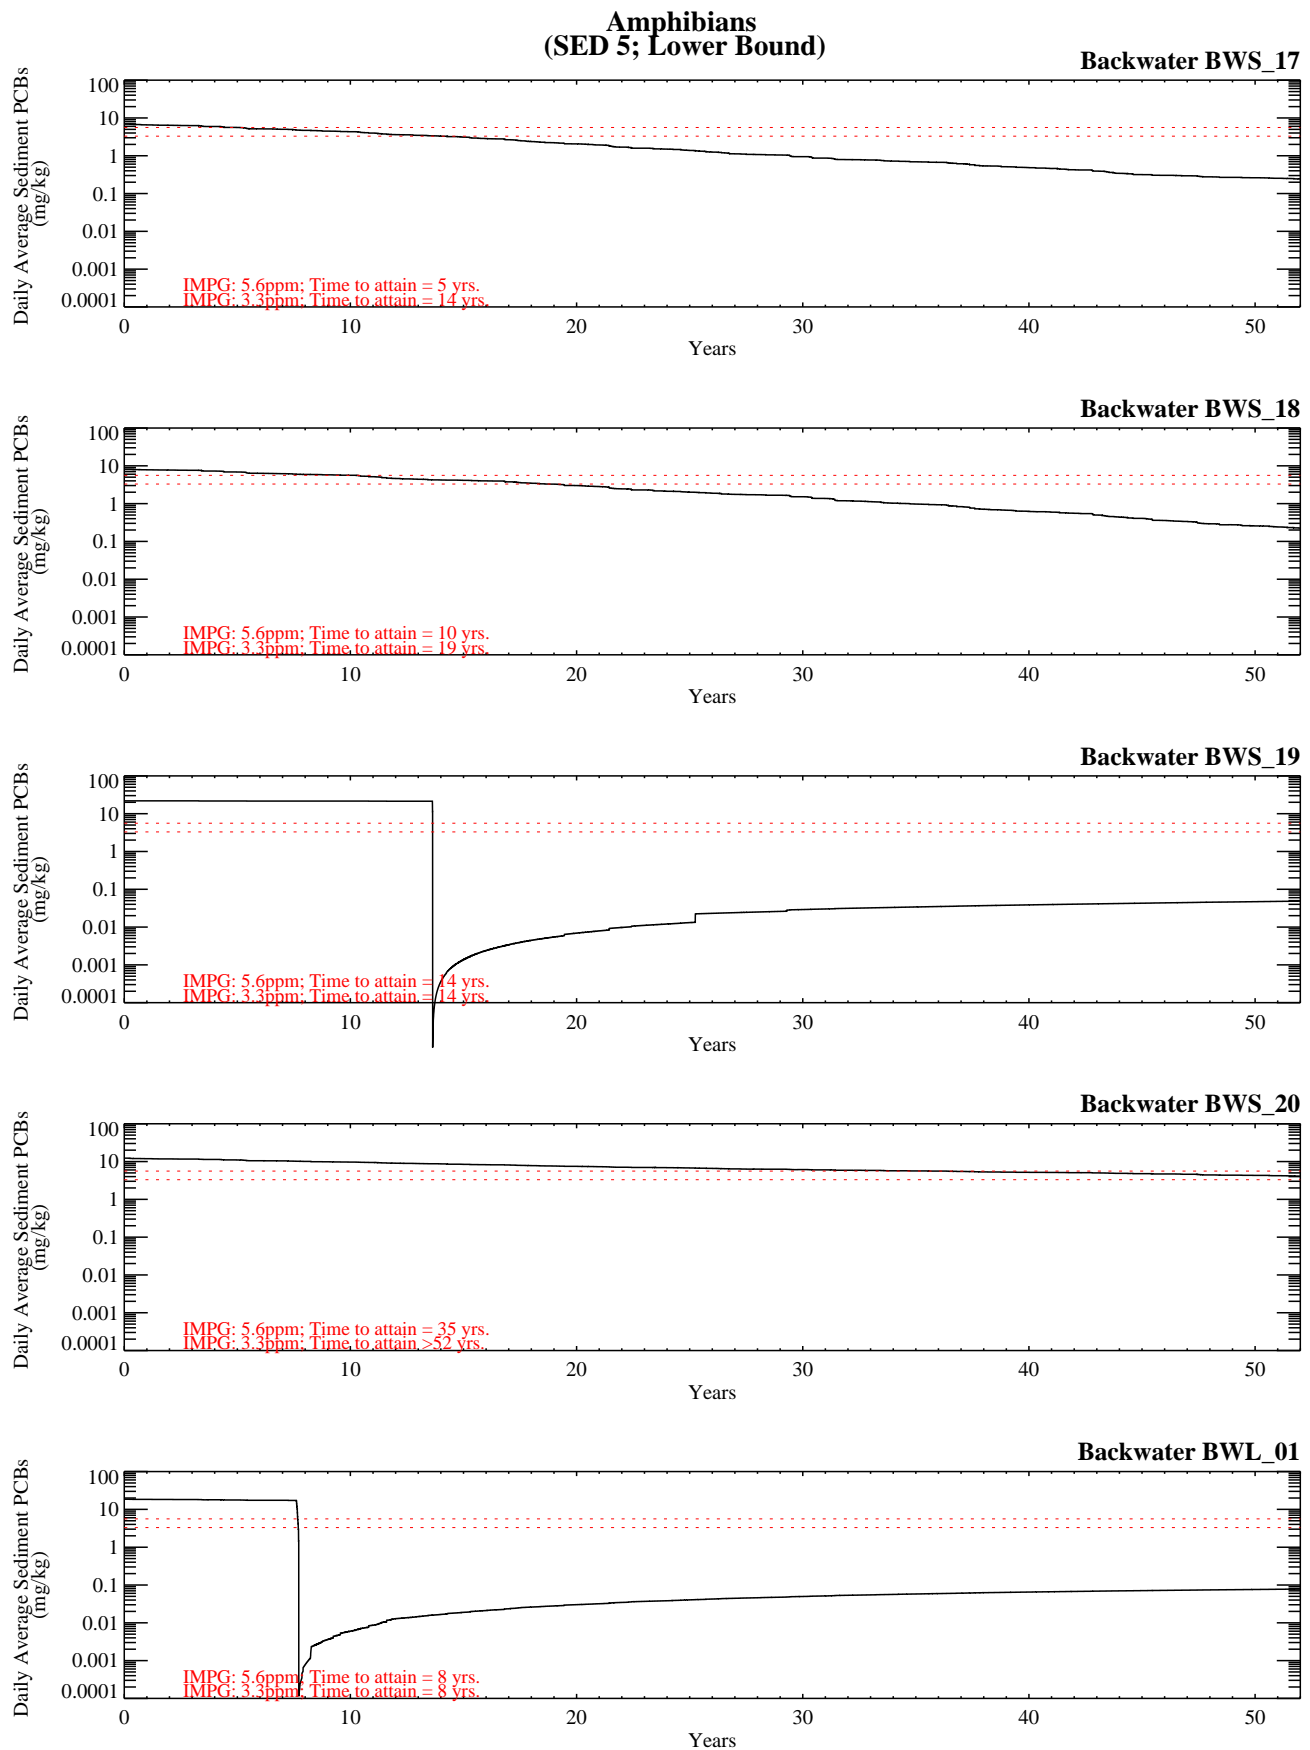 Amphibians
(SED 5; Lower Bound)
Backwater BWS_17
Daily Average Sediment PCBs
(mg/kg)
100
10
1
0.1
0.01
0.001
0.0001
IMPG: 5.6ppm; Time to attain = 5 yrs.
IMPG: 3.3ppm; Time to attain = 14 yrs.
0 10 20 30 40 50
Years
Backwater BWS_18
Daily Average Sediment PCBs
(mg/kg)
100
10
1
0.1
0.01
0.001
0.0001
IMPG: 5.6ppm; Time to attain = 10 yrs.
IMPG: 3.3ppm; Time to attain = 19 yrs.
0 10 20 30 40 50
Years
Backwater BWS_19
Daily Average Sediment PCBs
(mg/kg)
100
10
1
0.1
0.01
0.001
0.0001
IMPG: 5.6ppm; Time to attain = 14 yrs.
IMPG: 3.3ppm; Time to attain = 14 yrs.
0 10 20 30 40 50
Years
Backwater BWS_20
Daily Average Sediment PCBs
(mg/kg)
100
10
1
0.1
0.01
0.001
0.0001
IMPG: 5.6ppm; Time to attain = 35 yrs.
IMPG: 3.3ppm; Time to attain >52 yrs.
0 10 20 30 40 50
Years
Backwater BWL_01
Daily Average Sediment PCBs
(mg/kg)
100
10
1
0.1
0.01
0.001
0.0001
IMPG: 5.6ppm; Time to attain = 8 yrs.
IMPG: 3.3ppm; Time to attain = 8 yrs.
0 10 20 30 40 50
Years